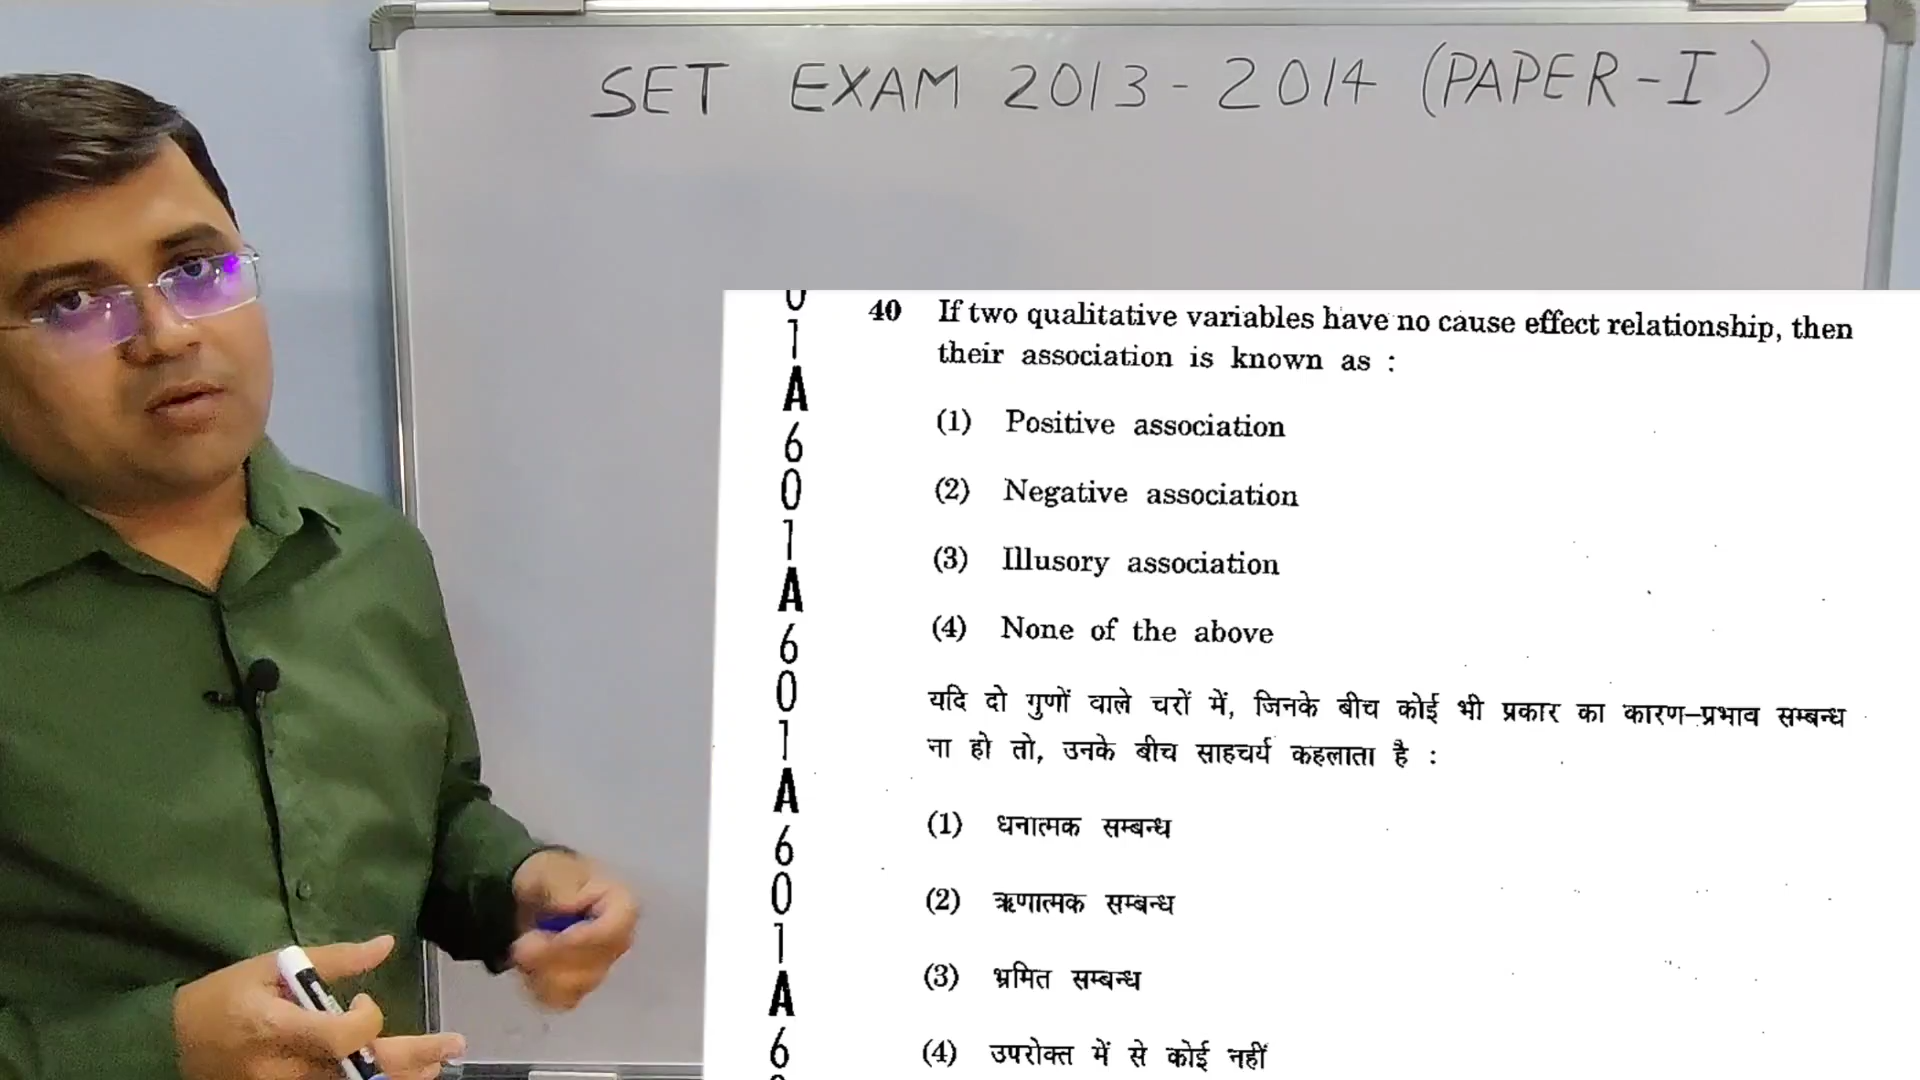 SET EXAM 2013-2014 (PAPER-I)
0
1
A
6
0
1
A
6
0
1
A
6
0
1
A
6
40 If two qualitative variables have no cause effect relationship, then
their association is known as :
(1) Positive association
(2) Negative association
(3) Illusory association
(4) None of the above
यदि दो गुणों वाले चरों में, जिनके बीच कोई भी प्रकार का कारण-प्रभाव सम्बन्ध
ना हो तो, उनके बीच साहचर्य कहलाता है :
(1) धनात्मक सम्बन्ध
(2) ऋणात्मक सम्बन्ध
(3) भ्रमित सम्बन्ध
(4) उपरोक्त में से कोई नहीं